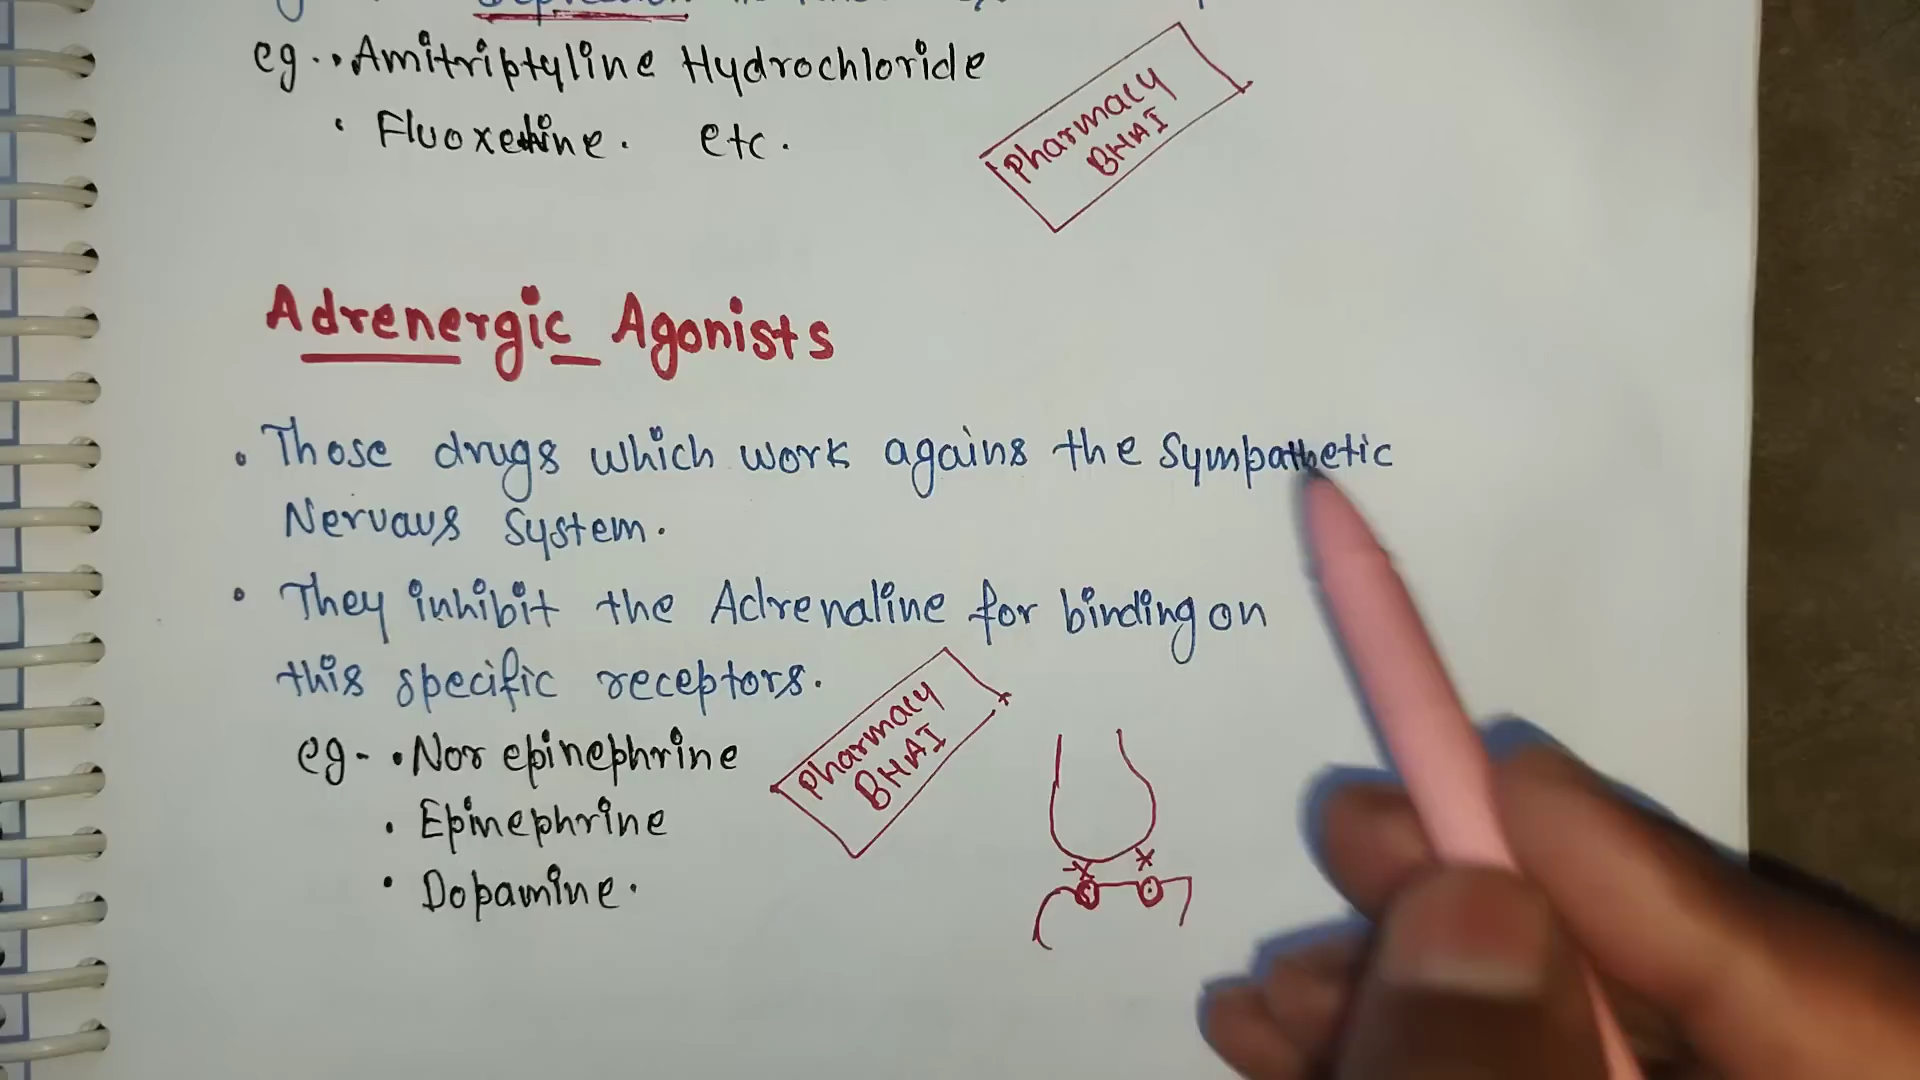 Depression
eg.. Amitriptyline Hydrochloride
• Fluoxetine. etc.
Pharmacy
BHAI
Adrenergic Agonists
• Those drugs which work agains the Sympathetic
Nervaus System.
• They inhibit the Adrenaline for binding on
this specific receptors.
Pharmacy
BHAI
eg- • Nor epinephrine
• Epinephrine
• Dopamine.